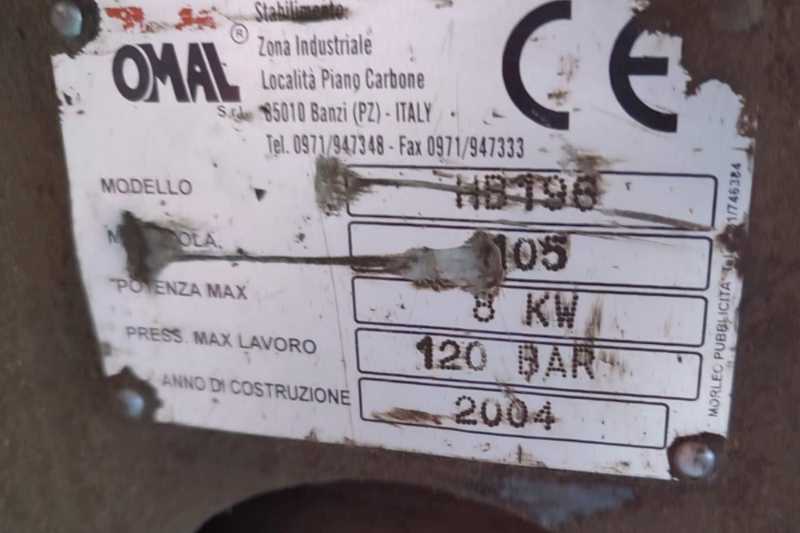 Stabilimento:
OMAL ®
S.r.l.
Zona Industriale
Località Piano Carbone
85010 Banzi (PZ) - ITALY
Tel. 0971/947348 - Fax 0971/947333
CE
MODELLO HB196
105
POTENZA MAX 8 KW
PRESS. MAX LAVORO 120 BAR
ANNO DI COSTRUZIONE 2004
MORLEO PUBBLICITA'